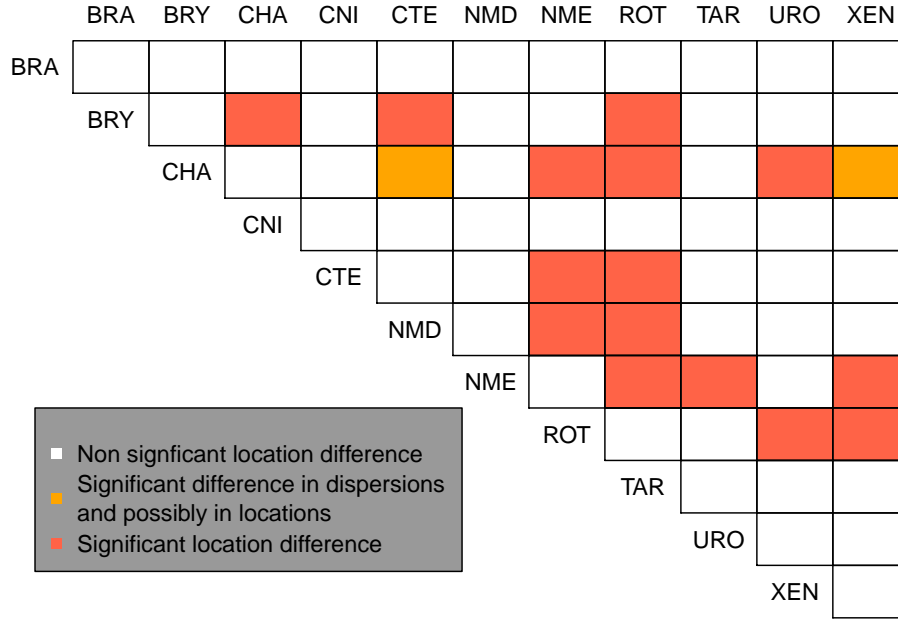 BRA BRY CHA CNI CTE NMD NME ROT TAR URO XEN
BRA
BRY
CHA
CNI
CTE
NMD
NME
ROT
TAR
URO
XEN
Non signficant location difference
Significant difference in dispersions
and possibly in locations
Significant location difference